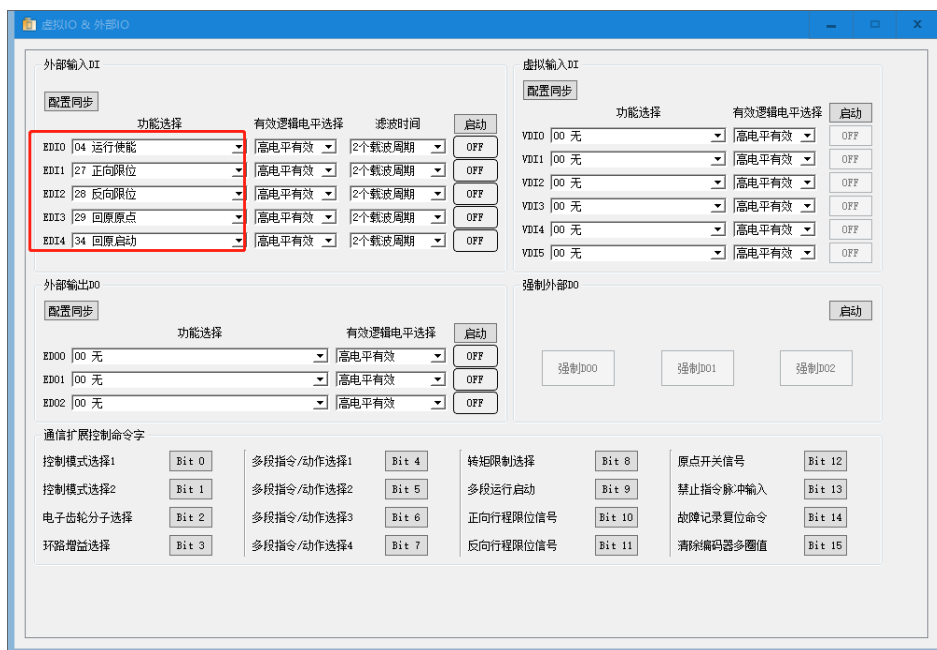 虚拟IO & 外部IO
外部输入DI
配置同步
功能选择 有效逻辑电平选择 滤波时间 启动
EDI0 04 运行使能 高电平有效 2个载波周期 OFF
EDI1 27 正向限位 高电平有效 2个载波周期 OFF
EDI2 28 反向限位 高电平有效 2个载波周期 OFF
EDI3 29 回原原点 高电平有效 2个载波周期 OFF
EDI4 34 回原启动 高电平有效 2个载波周期 OFF
虚拟输入DI
配置同步
功能选择 有效逻辑电平选择 启动
VDI0 00 无 高电平有效 OFF
VDI1 00 无 高电平有效 OFF
VDI2 00 无 高电平有效 OFF
VDI3 00 无 高电平有效 OFF
VDI4 00 无 高电平有效 OFF
VDI5 00 无 高电平有效 OFF
外部输出DO
配置同步
功能选择 有效逻辑电平选择 启动
EDO0 00 无 高电平有效 OFF
EDO1 00 无 高电平有效 OFF
EDO2 00 无 高电平有效 OFF
强制外部DO
启动
强制DO0 强制DO1 强制DO2
通信扩展控制命令字
控制模式选择1 Bit 0 多段指令/动作选择1 Bit 4 转矩限制选择 Bit 8 原点开关信号 Bit 12
控制模式选择2 Bit 1 多段指令/动作选择2 Bit 5 多段运行启动 Bit 9 禁止指令脉冲输入 Bit 13
电子齿轮分子选择 Bit 2 多段指令/动作选择3 Bit 6 正向行程限位信号 Bit 10 故障记录复位命令 Bit 14
环路增益选择 Bit 3 多段指令/动作选择4 Bit 7 反向行程限位信号 Bit 11 清除编码器多圈值 Bit 15